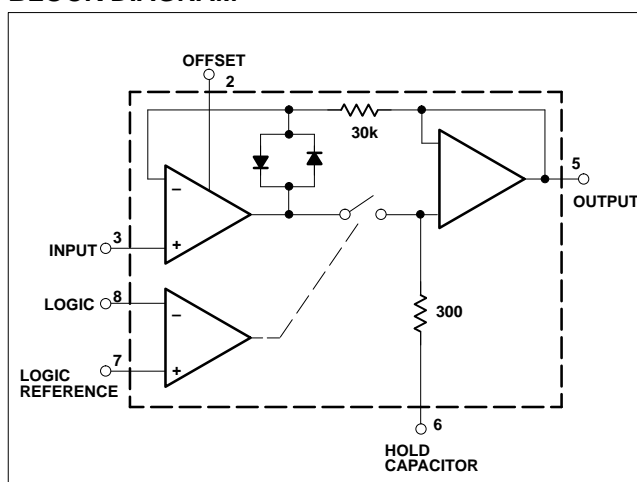 BLOCK DIAGRAM
OFFSET
2
30k
5
OUTPUT
−
+
3
INPUT
8
LOGIC
−
+
7
LOGIC
REFERENCE
300
6
HOLD
CAPACITOR